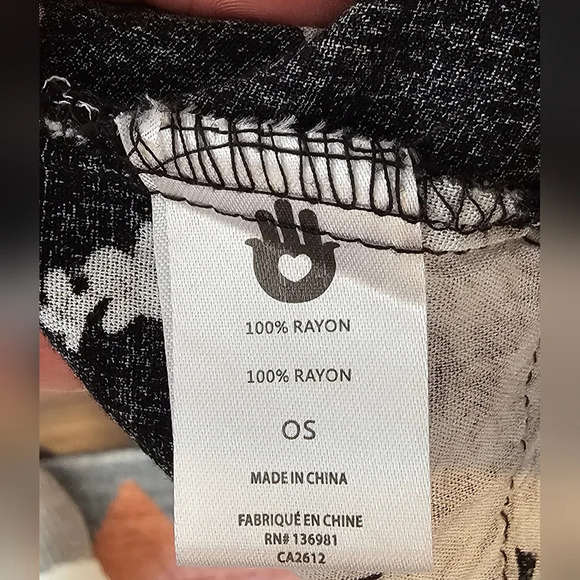 100% RAYON
100% RAYON
OS
MADE IN CHINA
FABRIQUÉ EN CHINE
RN# 136981
CA2612